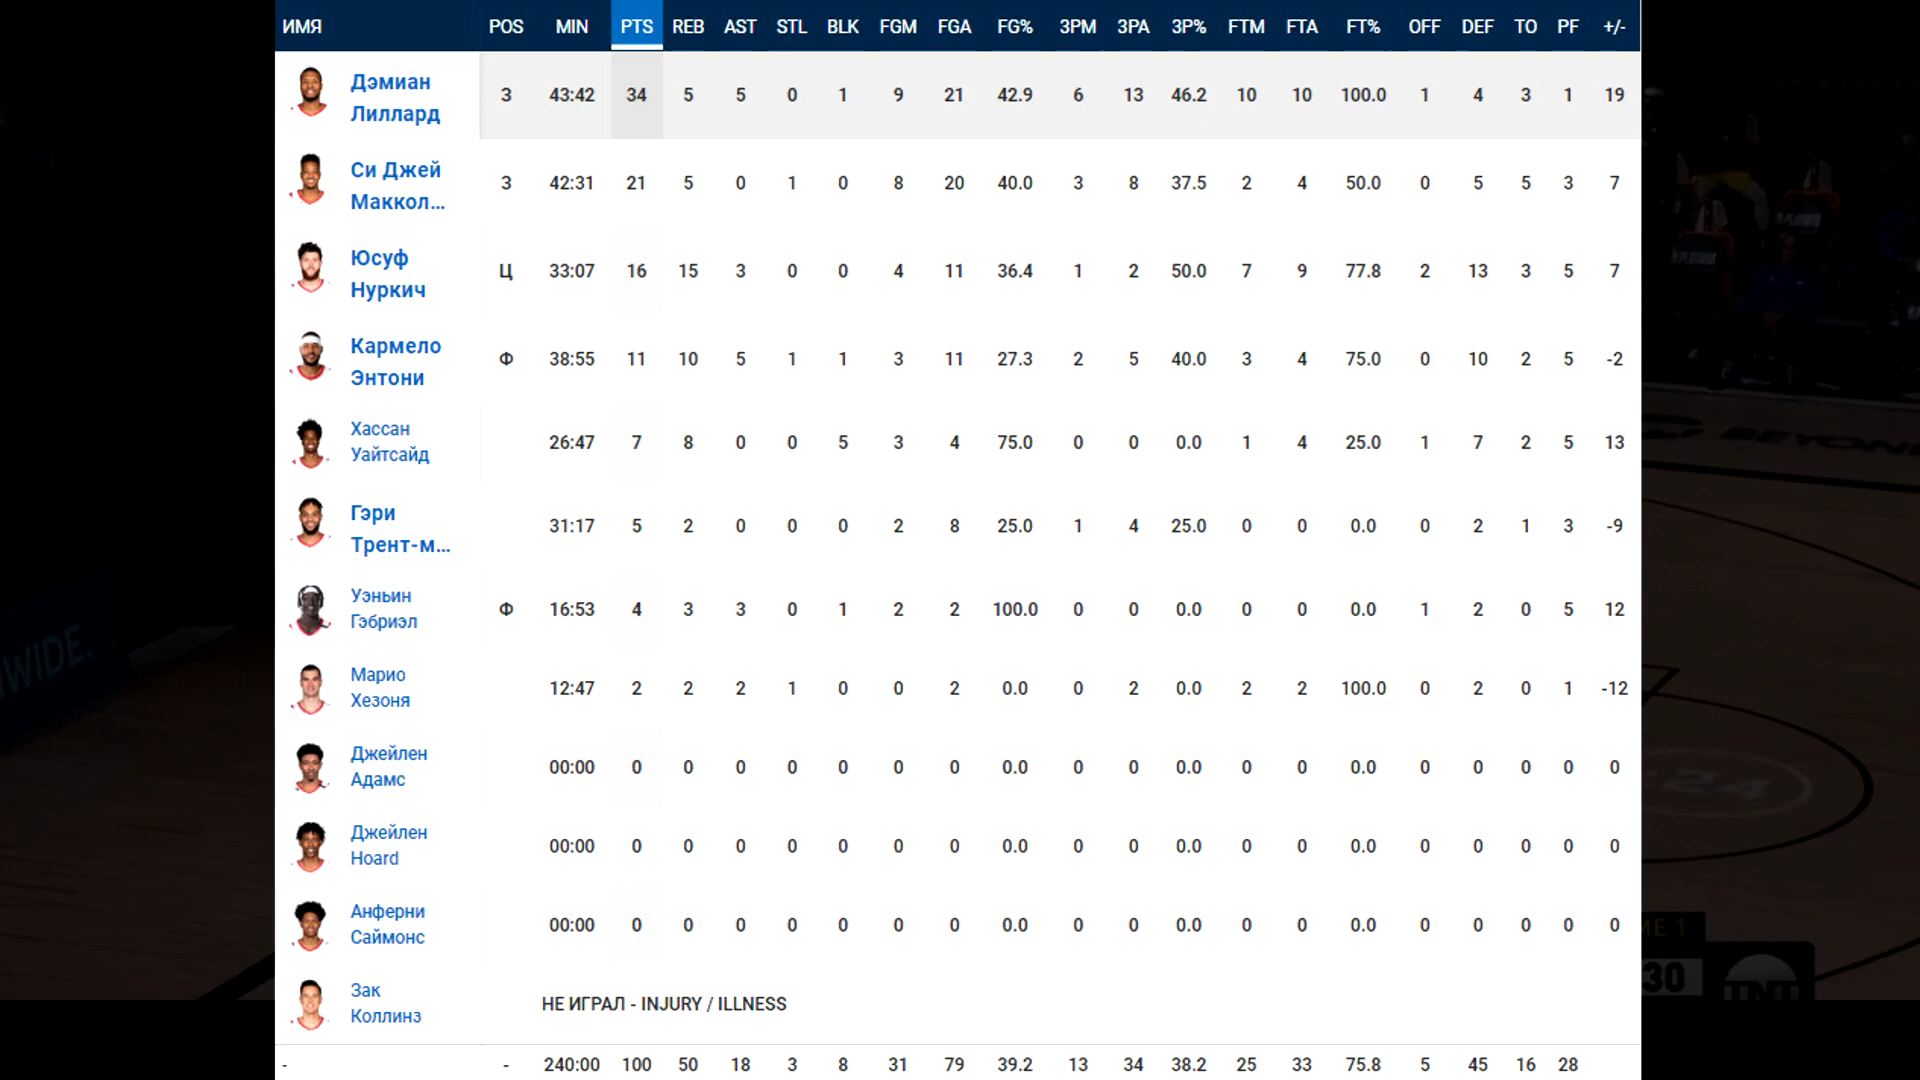 ИМЯ POS MIN PTS REB AST STL BLK FGM FGA FG% 3PM 3PA 3P% FTM FTA FT% OFF DEF TO PF +/-
Дэмиан
Лиллард
З 43:42 34 5 5 0 1 9 21 42.9 6 13 46.2 10 10 100.0 1 4 3 1 19
Си Джей
Маккол...
З 42:31 21 5 0 1 0 8 20 40.0 3 8 37.5 2 4 50.0 0 5 5 3 7
Юсуф
Нуркич
Ц 33:07 16 15 3 0 0 4 11 36.4 1 2 50.0 7 9 77.8 2 13 3 5 7
Кармело
Энтони
Ф 38:55 11 10 5 1 1 3 11 27.3 2 5 40.0 3 4 75.0 0 10 2 5 -2
Хассан
Уайтсайд
26:47 7 8 0 0 5 3 4 75.0 0 0 0.0 1 4 25.0 1 7 2 5 13
Гэри
Трент-м...
31:17 5 2 0 0 0 2 8 25.0 1 4 25.0 0 0 0.0 0 2 1 3 -9
Уэньин
Гэбриэл
Ф 16:53 4 3 3 0 1 2 2 100.0 0 0 0.0 0 0 0.0 1 2 0 5 12
Марио
Хезоня
12:47 2 2 2 1 0 0 2 0.0 0 2 0.0 2 2 100.0 0 2 0 1 -12
Джейлен
Адамс
00:00 0 0 0 0 0 0 0 0.0 0 0 0.0 0 0 0.0 0 0 0 0 0
Джейлен
Hoard
00:00 0 0 0 0 0 0 0 0.0 0 0 0.0 0 0 0.0 0 0 0 0 0
Анферни
Саймонс
00:00 0 0 0 0 0 0 0 0.0 0 0 0.0 0 0 0.0 0 0 0 0 0
Зак
Коллинз
НЕ ИГРАЛ - INJURY / ILLNESS
- - 240:00 100 50 18 3 8 31 79 39.2 13 34 38.2 25 33 75.8 5 45 16 28
WIDE.
BEYOND
30
TNT